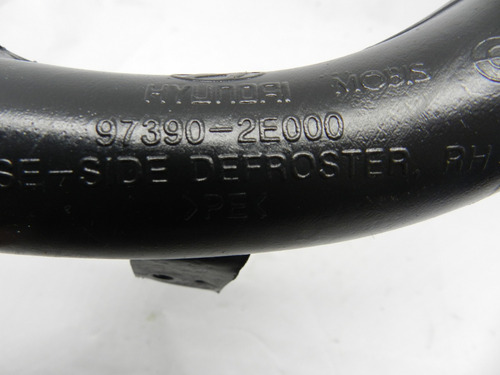 HYUNDAI MOBIS
97390-2E000
SE-SIDE DEFROSTER, RH
>PE<